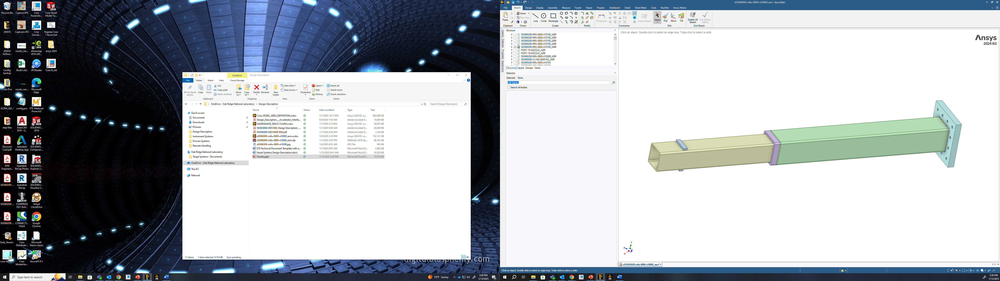 Recycle Bin
Capture.JPG
Creo Parametr...
Core Vessel Model Tu...
ANSYS
Capture3.JPG
Creo Simula...
Register Creo 7 Server.bat
ANSYS Softwa...
nozzle_can...
eDrawings 2019 x64...
ansys 2024
Config backup
Book1.xlsx
IPCReader
Creo10_std
Creo Pics
nozzle_can...
Microsoft Edge
SCDM_202...
config.pro
PTC Mathcad Prime 4.0
step files
AutoCAD 2019 - E...
SOLIDWO... 2019
Discount Card.pdf
Autodesk Desktop App
SOLIDWO... Composer...
NTD Engineeri...
Autodesk ReCap Photo
SOLIDWO... Explorer 2...
S03060200-...
Autodesk ReCap
SOLIDWO... Visualize 2...
S03060200-...
COMPRESS 2021 Buil...
Virtual CloneDrive
S03060200-...
CONNECTI... Client
Google Chrome
Early_Vessel...
Creo Distribute...
Microsoft Teams classic
Creo Modelche...
SecureFX 9.1
OneDrive
Design Description
File
Home
Share
View
Cloud Storage
Pin to Quick access
Copy
Paste
Cut
Copy path
Paste shortcut
Move to
Copy to
Delete
Rename
New folder
New item
Easy access
Properties
Open
Edit
History
Select all
Select none
Invert selection
Clipboard
Organize
New
Open
Select
OneDrive - Oak Ridge National Laboratory
Design Description
Search Design Description
Name
Status
Date modified
Type
Size
Quick access
Documents
Downloads
Pictures
Design Description
Instrument Systems
Process Systems
Remote Handling
Oak Ridge National Laboratory
Target Systems - Documents
OneDrive - Oak Ridge National Laboratory
This PC
Network
Core_VESSEL_AREA_DEFINITION.scdoc 1/7/2025 12:11 PM Ansys 2024 R2 .sc... 992,690 KB
Design_Description___Accelerator_Interfa... 8/8/2024 7:43 AM Adobe Acrobat D... 19,004 KB
GAMMAGATE_SPACE CLAIM.scdoc 1/7/2025 5:14 PM Ansys 2024 R2 .sc... 30,837 KB
S03020000-DES1000, Design Description, ... 1/7/2025 9:29 AM Adobe Acrobat D... 26,948 KB
S03040000-DES10000-R00.pdf 1/7/2025 9:30 AM Adobe Acrobat D... 1,505 KB
s03060000-m8u-8800-a10000_asm.scdoc 1/9/2025 3:10 PM Ansys 2024 R2 .sc... 132,121 KB
s03060000-m8u-8800-a10000_asm.stp 1/7/2025 3:07 PM SldWorks 2019 Ap... 68,102 KB
s03060300-m8u-8800-a10299.jpg 1/8/2025 8:01 AM JPG File 805 KB
STS Technical Document Template with a... 1/7/2025 9:47 AM Microsoft Word D... 2,865 KB
Vessel Systems Design Description.docx 1/13/2025 9:41 AM Microsoft Word D... 24,383 KB
Visuals.pptx 1/13/2025 3:29 PM Microsoft PowerP... 10,019 KB
11 items
1 item selected 9.78 MB
Sync pending
digitalblasphemy.com
Type here to search
19°F Sunny
3:30 PM
1/13/2025
s03060000-m8u-8800-a10000_asm - SpaceClaim
File
Sketch
Design
Display
Assembly
Measure
Facets
Repair
Prepare
Workbench
Detail
Sheet Metal
Tools
KeyShot
Ansys Motion
Paste
Home
Plan View
Line
Circle
Rectangle
Dimension
Autoconstrain
Select
Pull
Move
Fill
Enable 3D Sketch
End Sketch Editing
Clipboard
Orient
Create
Modify
Constraints
Edit
End Sketch
Options - Selection
Properties
Appearance
Structure
S03060200-M8U-8800-A10100_ASM
S03060200-M8U-8800-A10100_ASM
S03060200-M8U-8800-A10100_ASM
S03060200-M8U-8800-A10100_ASM
S03060200-M8U-8800-A10100_ASM
PORT-15-NOZZLE_ASM
PORT-15-NOZZLE_ASM
S03060300-M8U-8800-A10299_ASM
S03060000-CV-NE-QIKR-R2_ASM
S03060200-M8U-8800-A10103
Structure
Layers
Groups
Views
Selection
Selected: None
<All Types>
Search all bodies
Click an object. Double-click to select an edge loop. Triple-click to select a solid.
Ansys
2024 R2
Y
Z
X
s03060000-m8u-8800-a10000_asm*
Click an object. Double-click to select an edge loop. Triple-click to select a solid.
3:30 PM
1/13/2025